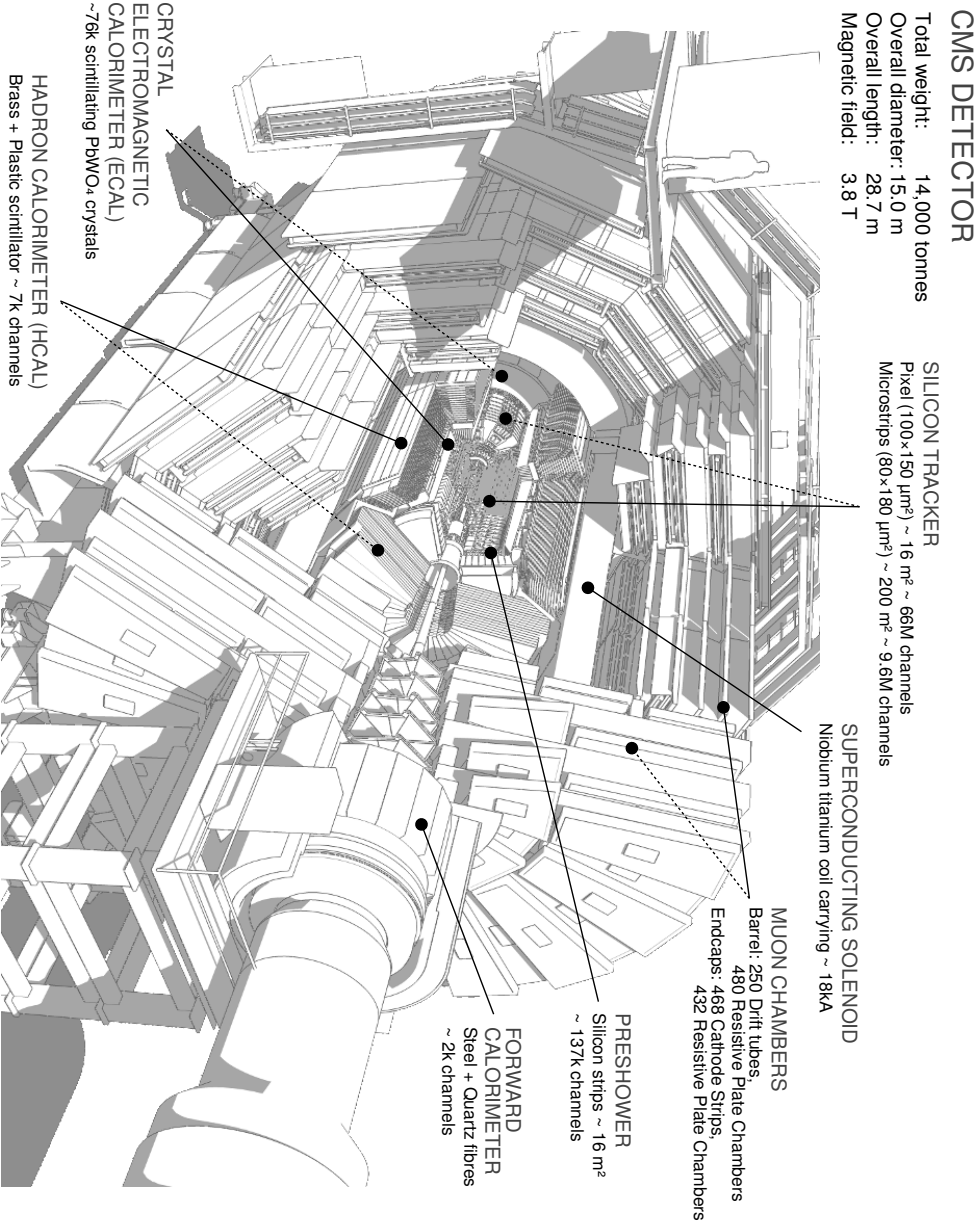 CMS DETECTOR
Total weight: 14,000 tonnes
Overall diameter: 15.0 m
Overall length: 28.7 m
Magnetic field: 3.8 T
SILICON TRACKER
Pixel (100×150 μm²) ~ 16 m² ~ 66M channels
Microstrips (80×180 μm²) ~ 200 m² ~ 9.6M channels
SUPERCONDUCTING SOLENOID
Niobium titanium coil carrying ~ 18kA
MUON CHAMBERS
Barrel: 250 Drift tubes,
480 Resistive Plate Chambers
Endcaps: 468 Cathode Strips,
432 Resistive Plate Chambers
PRESHOWER
Silicon strips ~ 16 m²
~ 137k channels
FORWARD
CALORIMETER
Steel + Quartz fibres
~ 2k channels
CRYSTAL
ELECTROMAGNETIC
CALORIMETER (ECAL)
~76k scintillating PbWO₄ crystals
HADRON CALORIMETER (HCAL)
Brass + Plastic scintillator ~ 7k channels